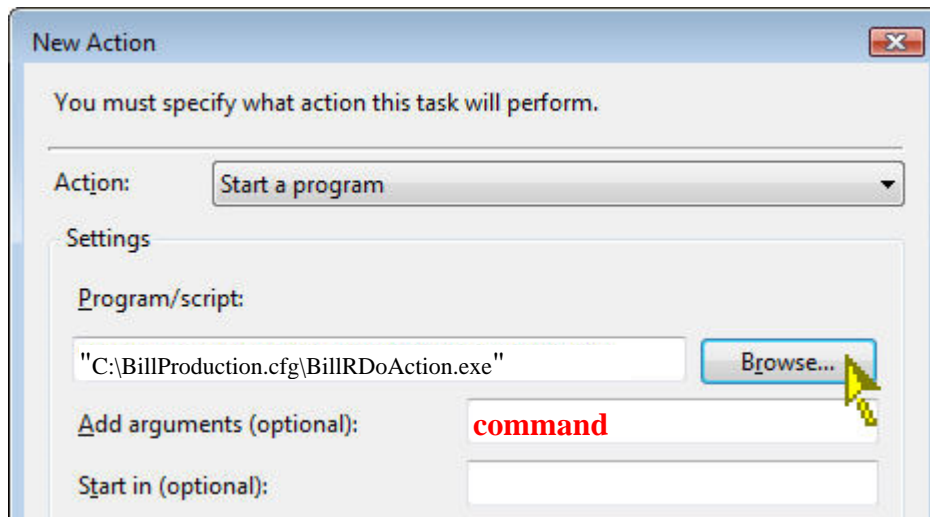 New Action
You must specify what action this task will perform.
Action: Start a program
Settings
Program/script:
"C:\BillProduction.cfg\BillRDoAction.exe" Browse...
Add arguments (optional): command
Start in (optional):